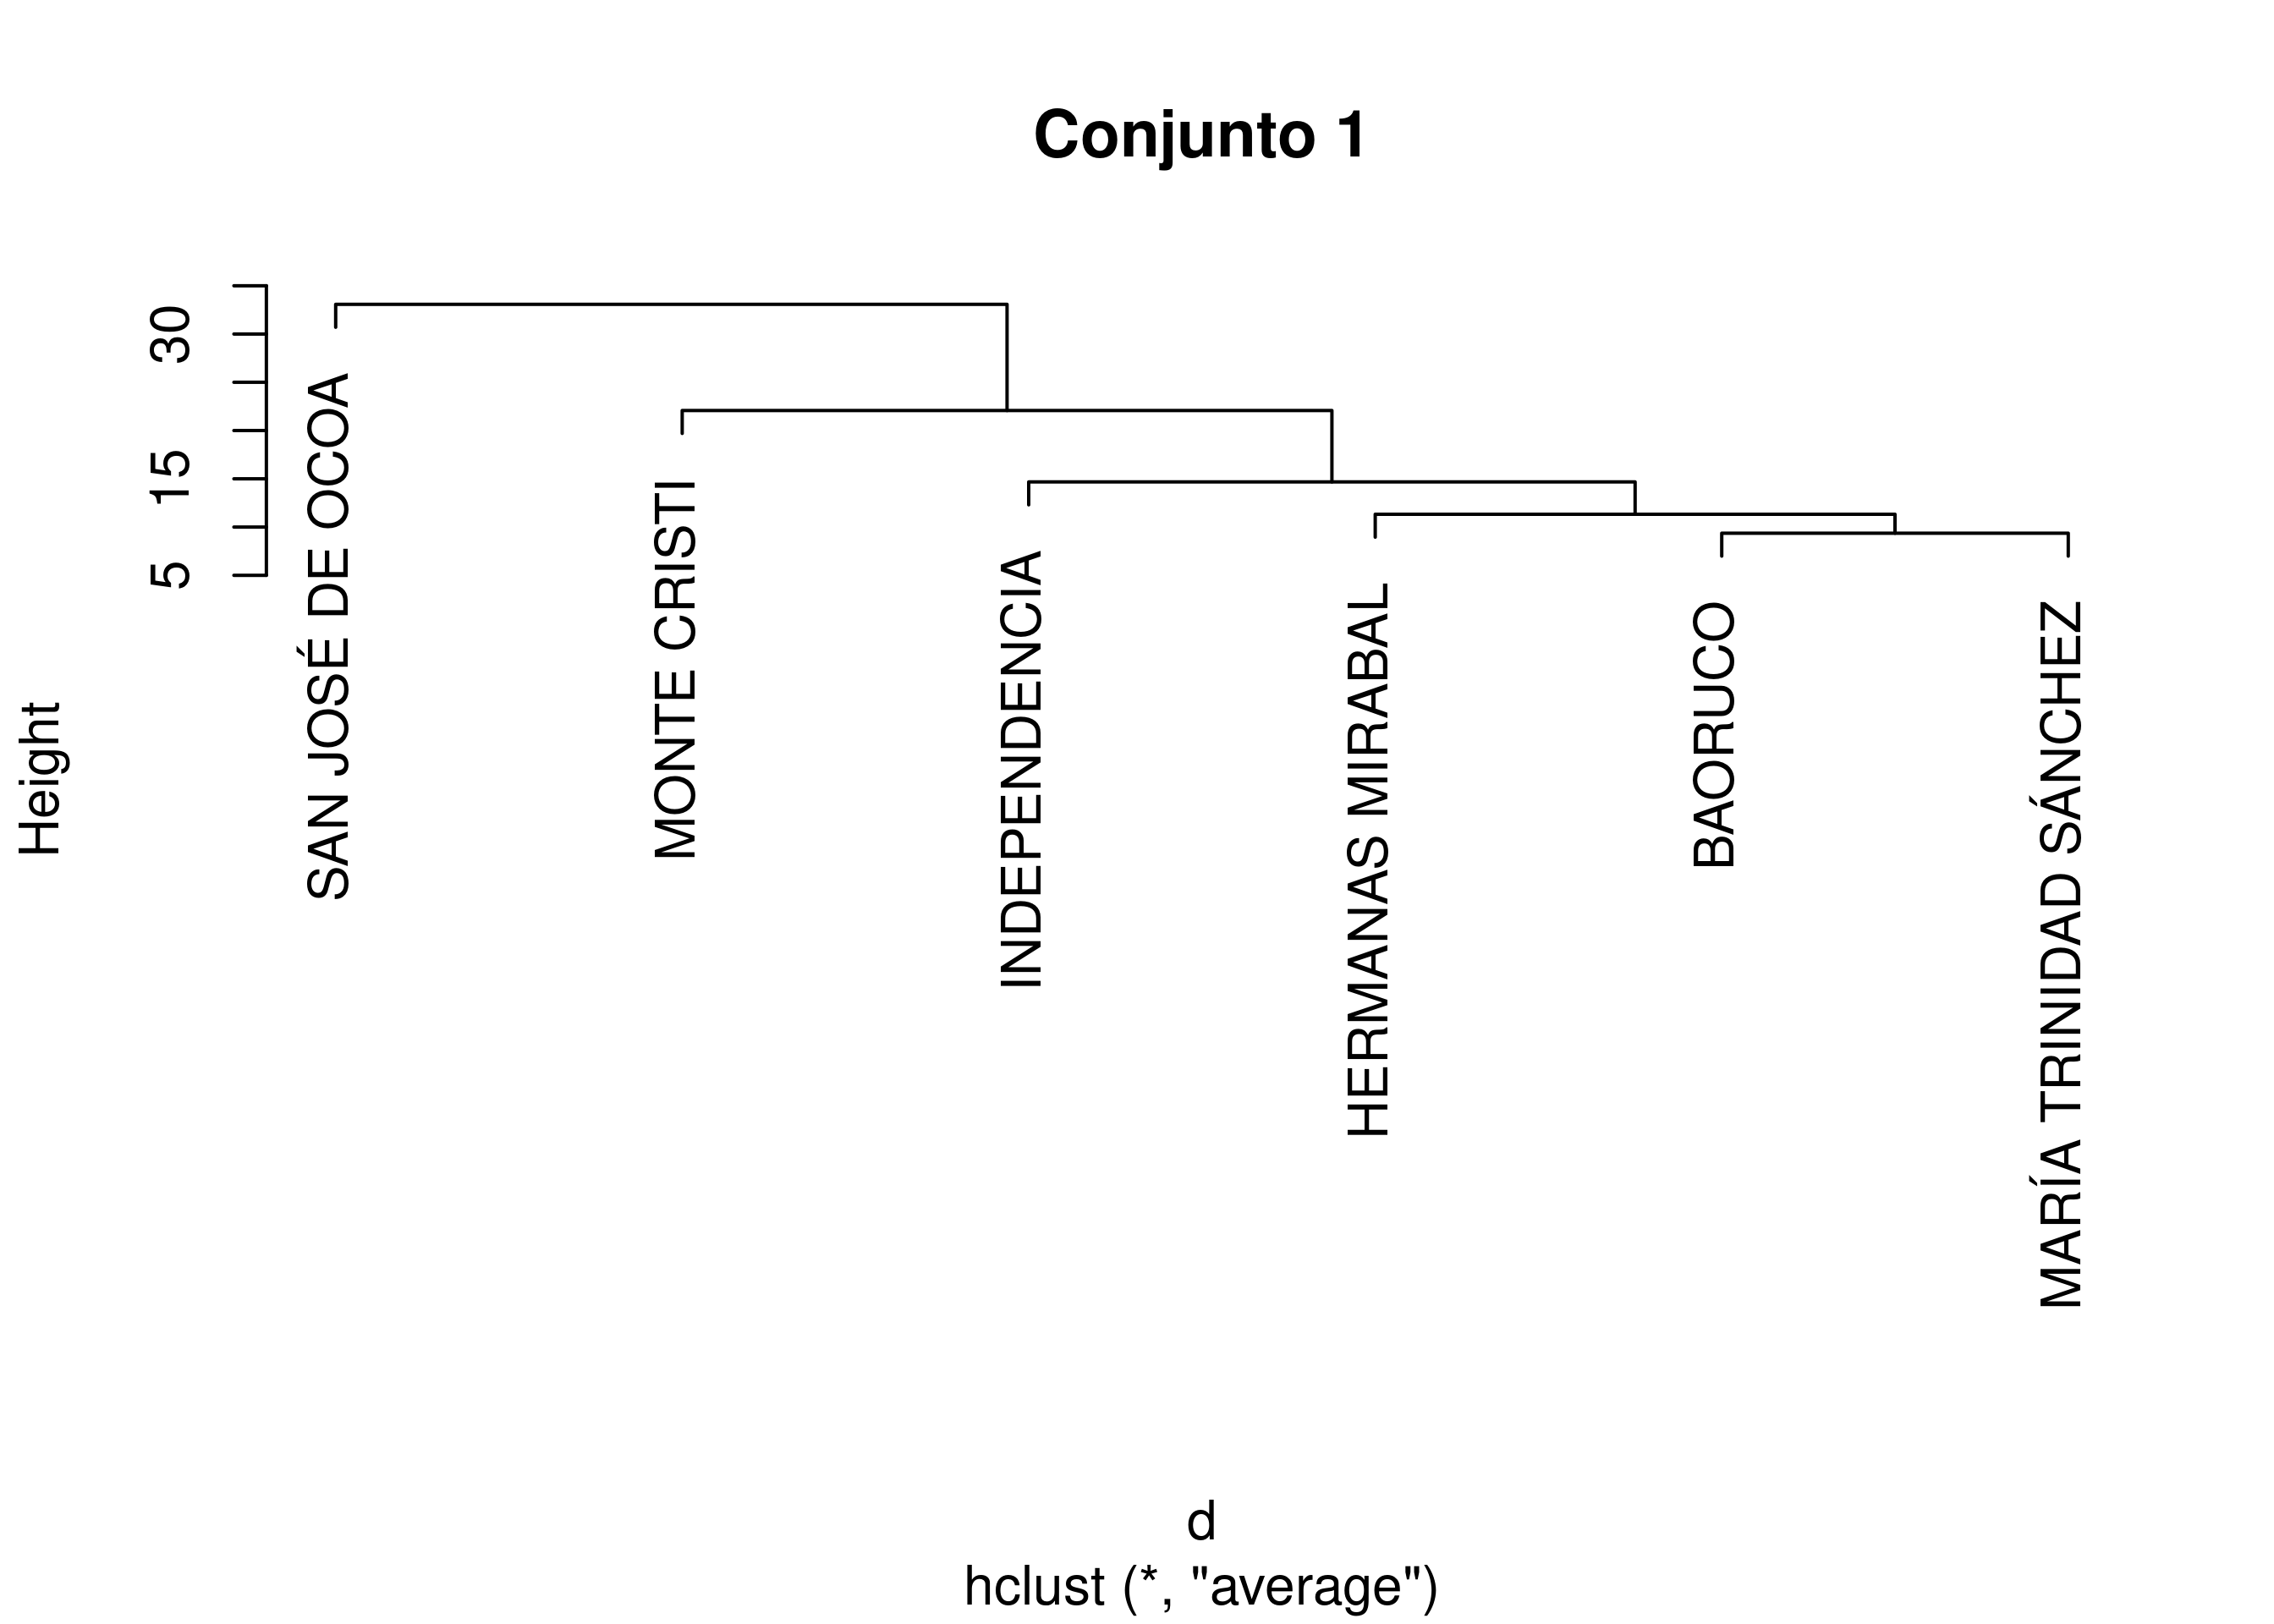 Conjunto 1
Height
30
15
5
SAN JOSÉ DE OCOA
MONTE CRISTI
INDEPENDENCIA
HERMANAS MIRABAL
BAORUCO
MARÍA TRINIDAD SÁNCHEZ
d
hclust (*, "average")